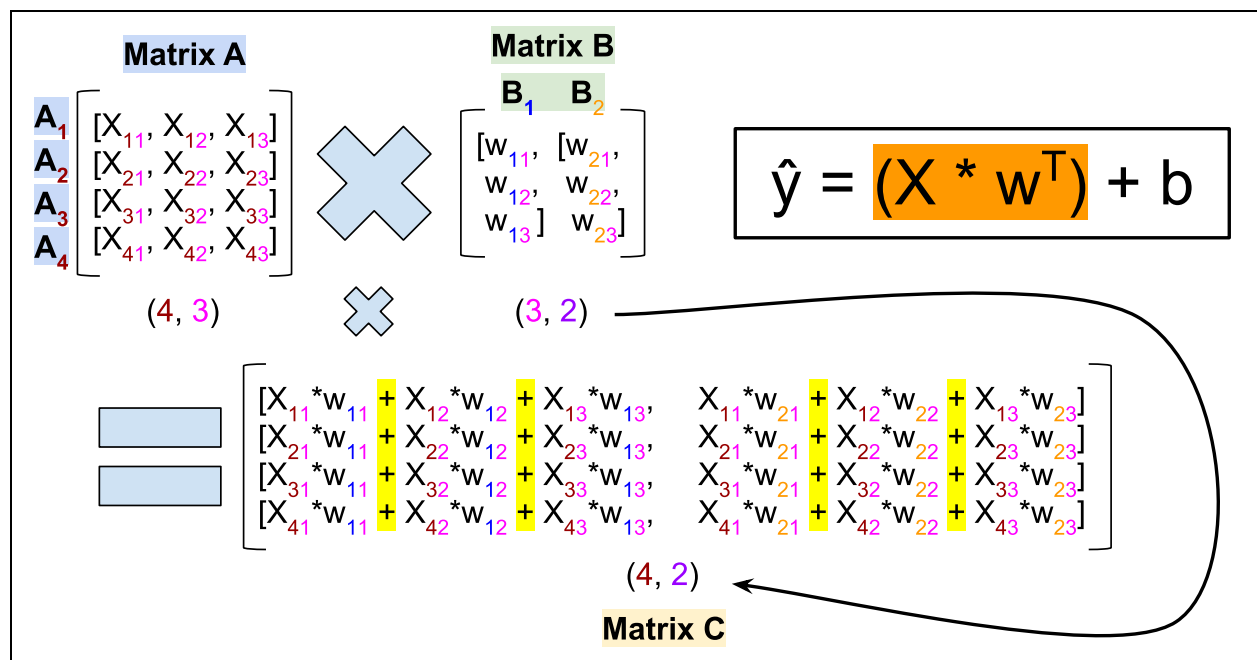 Matrix A
Matrix B
B₁ B₂
A₁ [X₁₁, X₁₂, X₁₃]
A₂ [X₂₁, X₂₂, X₂₃]
A₃ [X₃₁, X₃₂, X₃₃]
A₄ [X₄₁, X₄₂, X₄₃]
[w₁₁, [w₂₁,
w₁₂, w₂₂,
w₁₃] w₂₃]
ŷ = (X * wᵀ) + b
(4, 3)
(3, 2)
[X₁₁*w₁₁ + X₁₂*w₁₂ + X₁₃*w₁₃, X₁₁*w₂₁ + X₁₂*w₂₂ + X₁₃*w₂₃]
[X₂₁*w₁₁ + X₂₂*w₁₂ + X₂₃*w₁₃, X₂₁*w₂₁ + X₂₂*w₂₂ + X₂₃*w₂₃]
[X₃₁*w₁₁ + X₃₂*w₁₂ + X₃₃*w₁₃, X₃₁*w₂₁ + X₃₂*w₂₂ + X₃₃*w₂₃]
[X₄₁*w₁₁ + X₄₂*w₁₂ + X₄₃*w₁₃, X₄₁*w₂₁ + X₄₂*w₂₂ + X₄₃*w₂₃]
(4, 2)
Matrix C